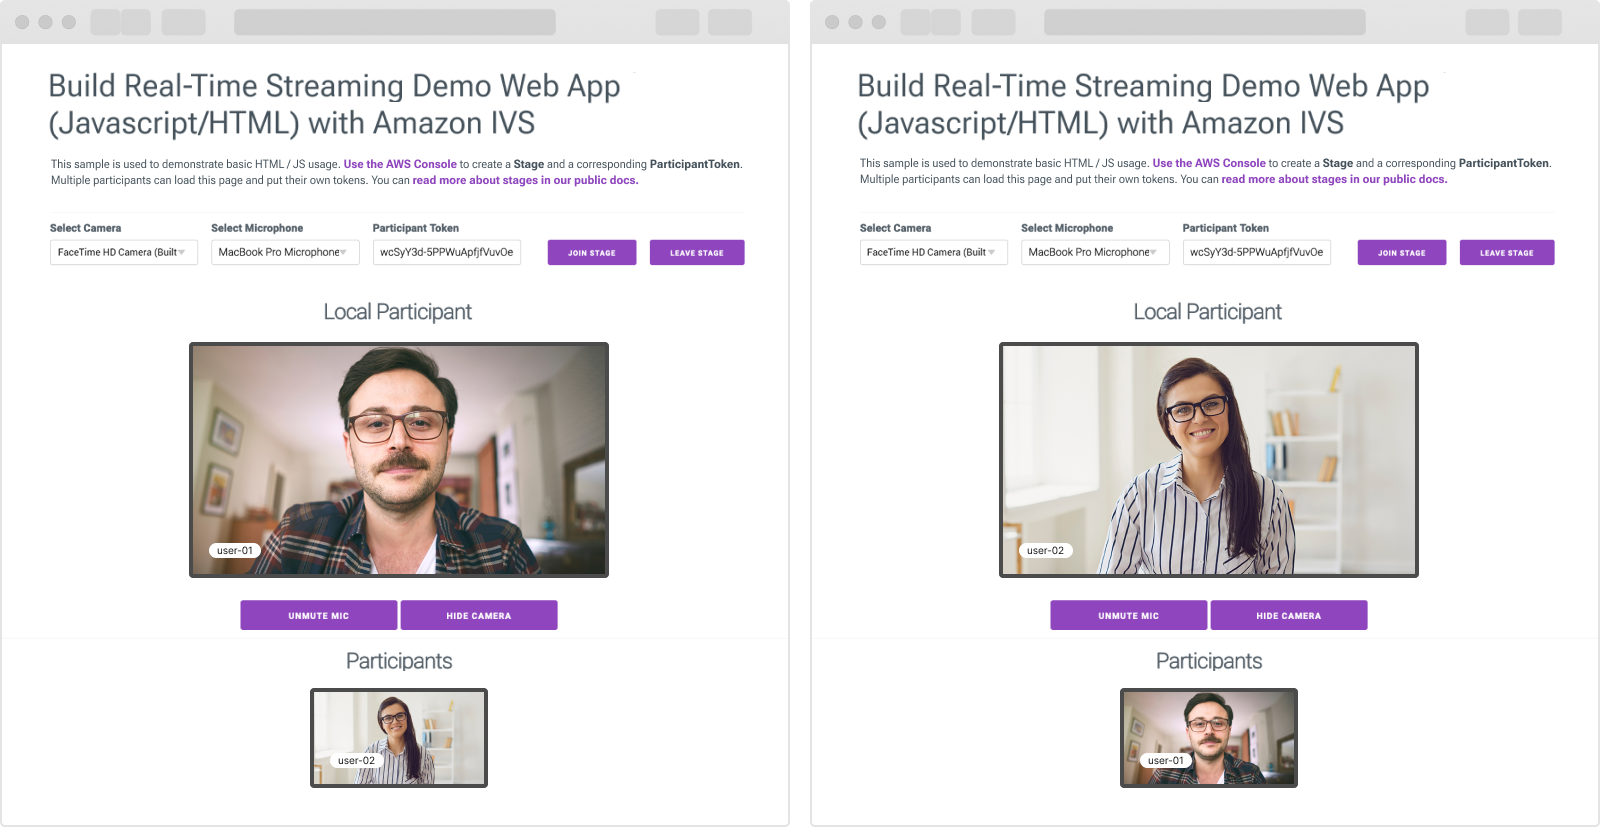 Build Real-Time Streaming Demo Web App
(Javascript/HTML) with Amazon IVS
This sample is used to demonstrate basic HTML / JS usage. Use the AWS Console to create a Stage and a corresponding ParticipantToken.
Multiple participants can load this page and put their own tokens. You can read more about stages in our public docs.
Select Camera
Select Microphone
Participant Token
FaceTime HD Camera (Built
MacBook Pro Microphone
wcSyY3d-5PPWuApfjfVuvOe
JOIN STAGE
LEAVE STAGE
Local Participant
user-01
UNMUTE MIC
HIDE CAMERA
Participants
user-02
Build Real-Time Streaming Demo Web App
(Javascript/HTML) with Amazon IVS
This sample is used to demonstrate basic HTML / JS usage. Use the AWS Console to create a Stage and a corresponding ParticipantToken.
Multiple participants can load this page and put their own tokens. You can read more about stages in our public docs.
Select Camera
Select Microphone
Participant Token
FaceTime HD Camera (Built
MacBook Pro Microphone
wcSyY3d-5PPWuApfjfVuvOe
JOIN STAGE
LEAVE STAGE
Local Participant
user-02
UNMUTE MIC
HIDE CAMERA
Participants
user-01